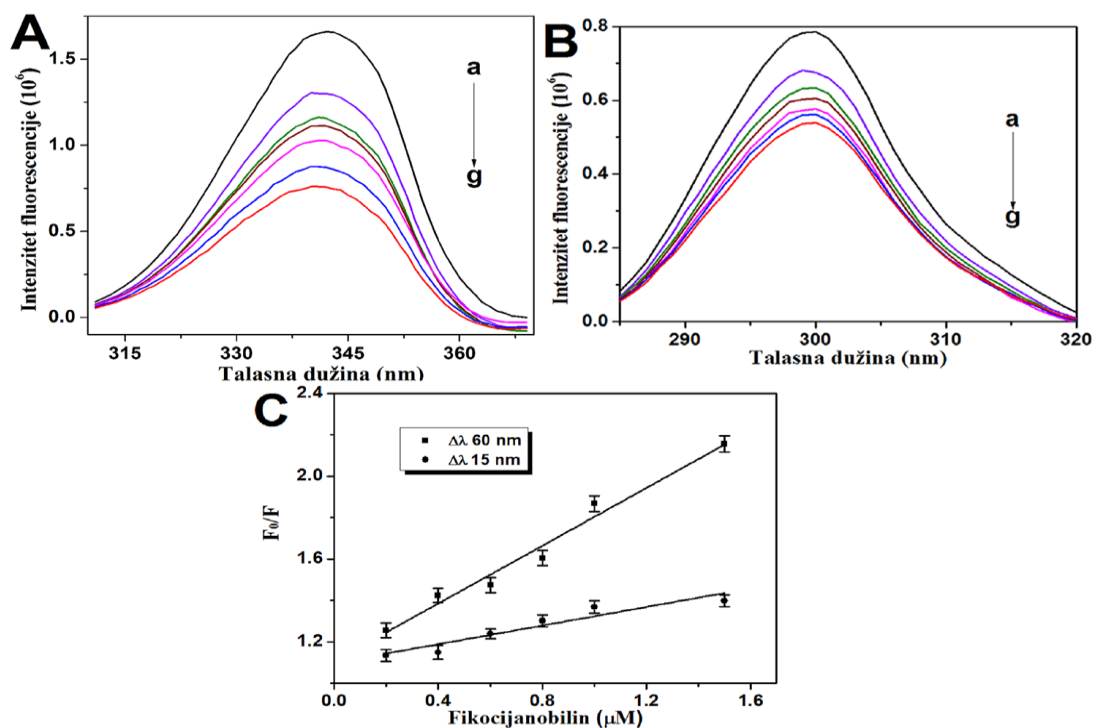 A
Intenzitet fluorescencije (10⁶)
1.5
1.0
0.5
0.0
a
g
315
330
345
360
Talasna dužina (nm)
B
Intenzitet fluorescencije (10⁶)
0.8
0.6
0.4
0.2
0.0
a
g
290
300
310
320
Talasna dužina (nm)
C
F₀/F
2.4
2.0
1.6
1.2
Δλ 60 nm
Δλ 15 nm
0.0
0.4
0.8
1.2
1.6
Fikocijanobilin (μM)